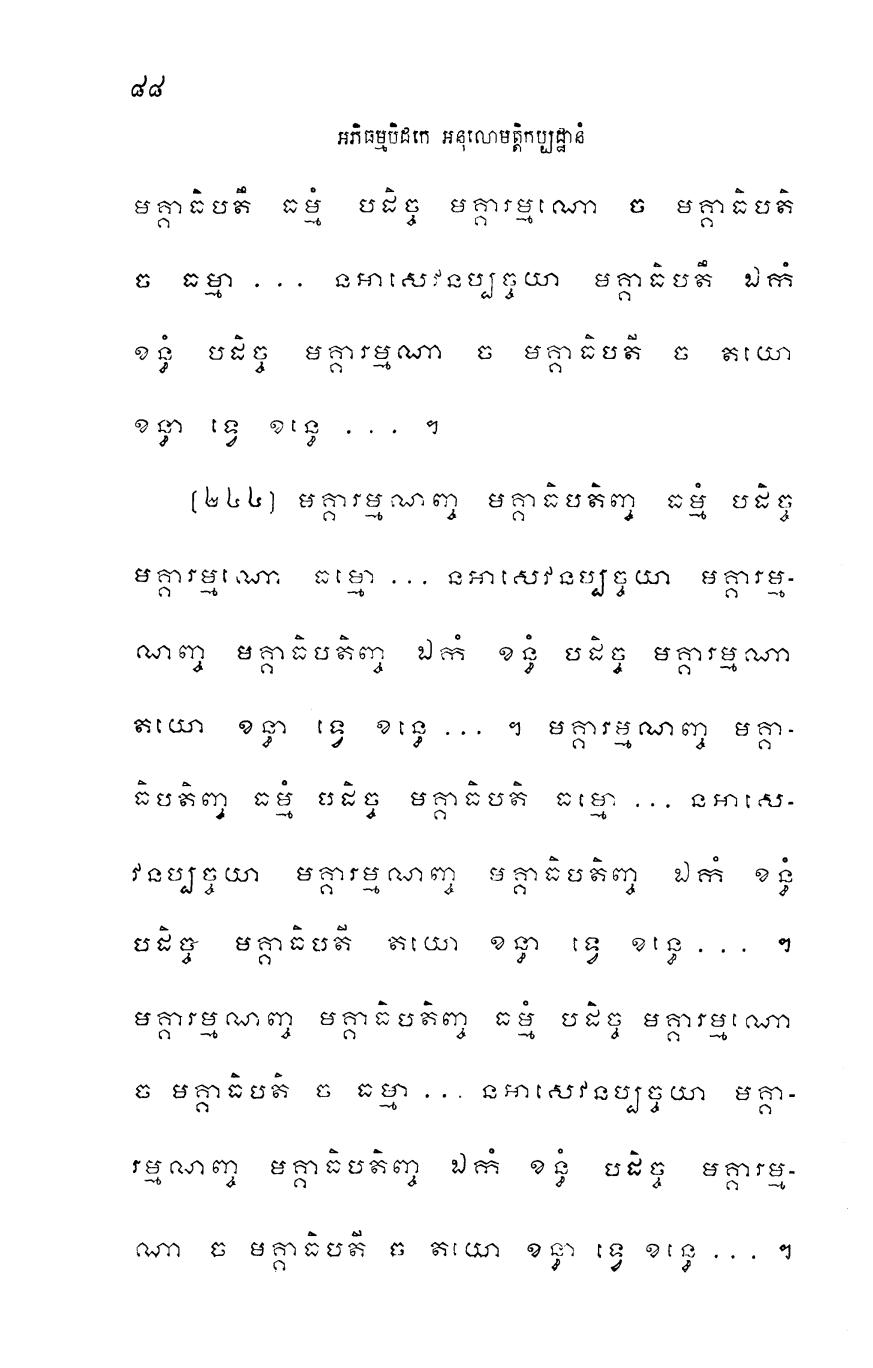 ៨៨
អភិធម្មបិដកេ អនុលោមត្តិកប្បដ្ឋានំ
មគ្គាធិបតឹ ធម្មំ បដិច្ច មគ្គារម្មណោ ច មគ្គាធិបតិ
ច ធម្មា ... នអាសេវនប្បច្ចយា មគ្គាធិបតឹ ឯកំ
ខន្ធំ បដិច្ច មគ្គារម្មណា ច មគ្គាធិបតី ច តយោ
ខន្ធា ទ្វេ ខន្ធេ ... ។
[២៤៤] មគ្គារម្មណញ្ច មគ្គាធិបតិញ្ច ធម្មំ បដិច្ច
មគ្គារម្មណោ ធម្មោ ... នអាសេវនប្បច្ចយា មគ្គារម្ម-
ណញ្ច មគ្គាធិបតិញ្ច ឯកំ ខន្ធំ បដិច្ច មគ្គារម្មណា
តយោ ខន្ធា ទ្វេ ខន្ធេ ... ។ មគ្គារម្មណញ្ច មគ្គា-
ធិបតិញ្ច ធម្មំ បដិច្ច មគ្គាធិបតិ ធម្មោ ... នអាសេ-
វនប្បច្ចយា មគ្គារម្មណញ្ច មគ្គាធិបតិញ្ច ឯកំ ខន្ធំ
បដិច្ច មគ្គាធិបតី តយោ ខន្ធា ទ្វេ ខន្ធេ ... ។
មគ្គារម្មណញ្ច មគ្គាធិបតិញ្ច ធម្មំ បដិច្ច មគ្គារម្មណោ
ច មគ្គាធិបតិ ច ធម្មា ... នអាសេវនប្បច្ចយា មគ្គា-
រម្មណញ្ច មគ្គាធិបតិញ្ច ឯកំ ខន្ធំ បដិច្ច មគ្គារម្ម-
ណា ច មគ្គាធិបតី ច តយោ ខន្ធា ទ្វេ ខន្ធេ ... ។